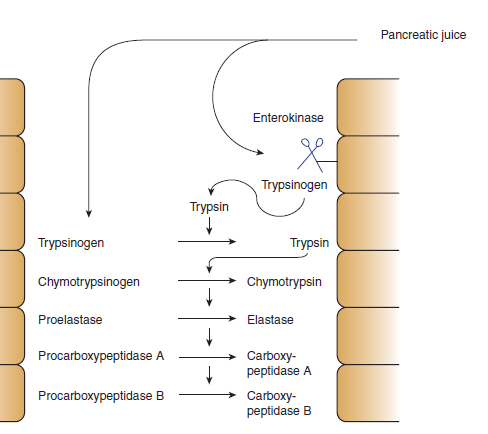 Pancreatic juice
Enterokinase
Trypsinogen
Trypsin
Trypsinogen
Trypsin
Chymotrypsinogen
Chymotrypsin
Proelastase
Elastase
Procarboxypeptidase A
Carboxy-
peptidase A
Procarboxypeptidase B
Carboxy-
peptidase B